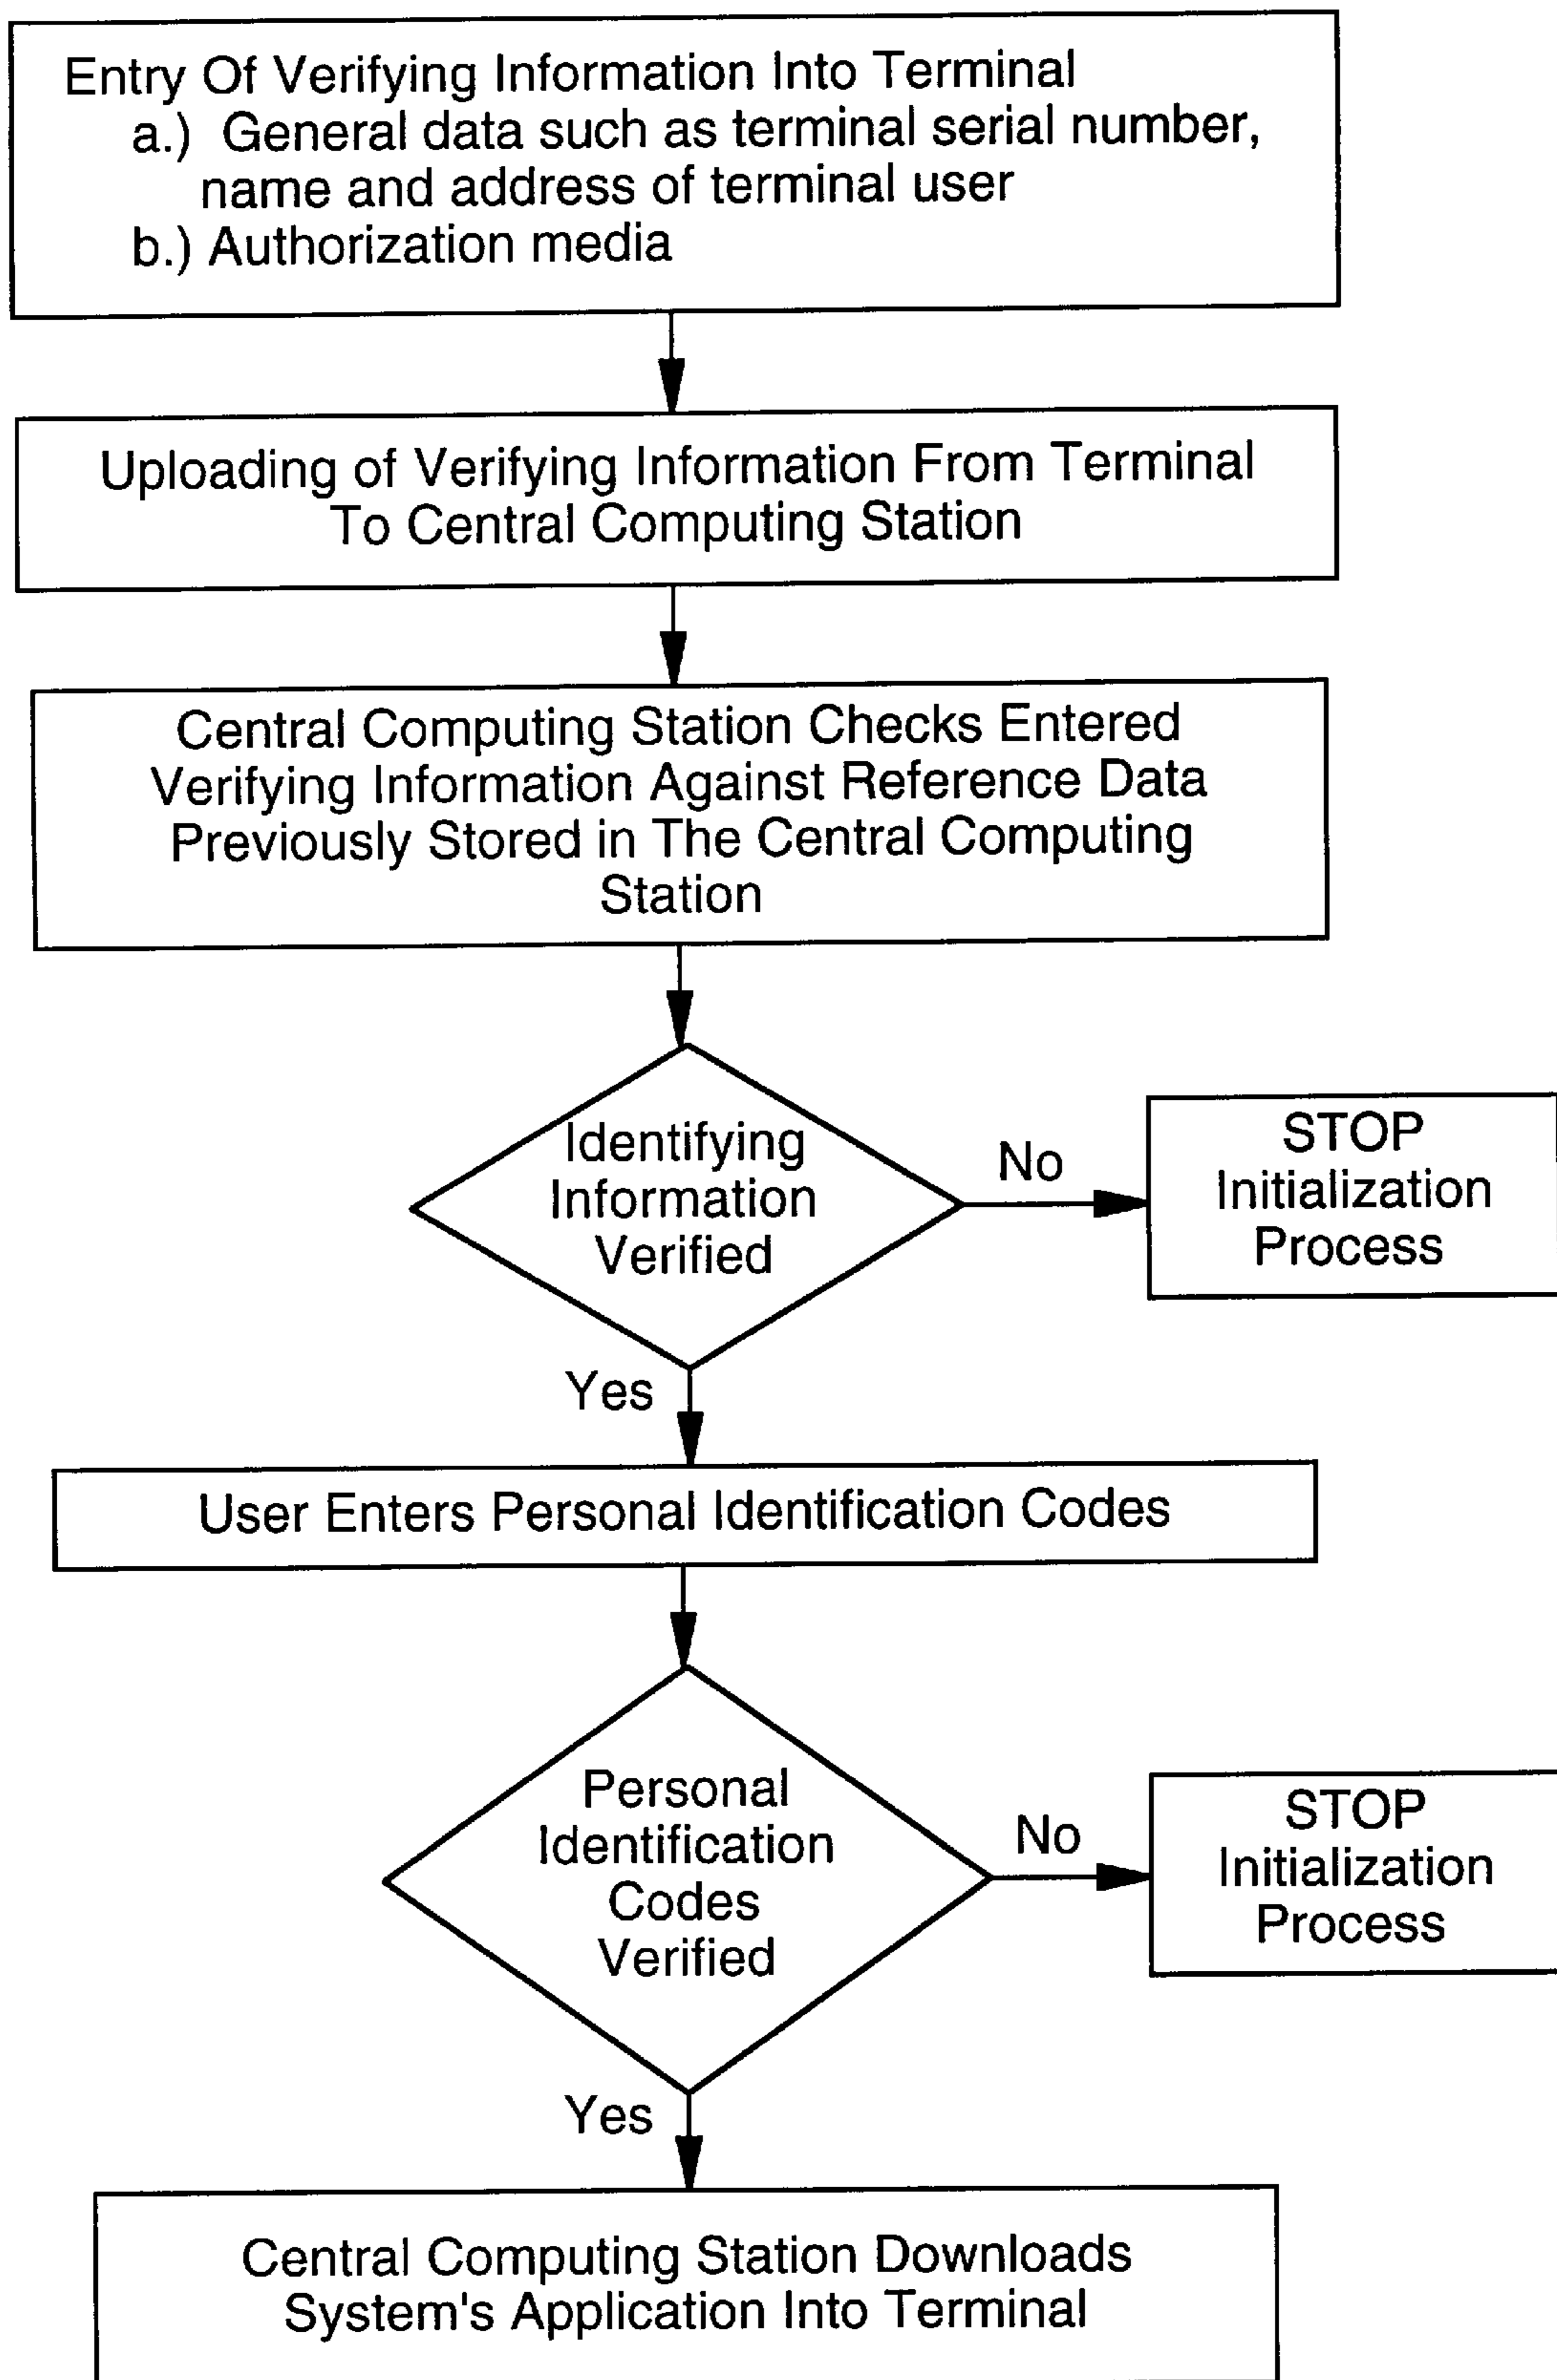 Entry Of Verifying Information Into Terminal
a.) General data such as terminal serial number,
name and address of terminal user
b.) Authorization media
Uploading of Verifying Information From Terminal
To Central Computing Station
Central Computing Station Checks Entered
Verifying Information Against Reference Data
Previously Stored in The Central Computing
Station
Identifying
Information
Verified
No
STOP
Initialization
Process
Yes
User Enters Personal Identification Codes
Personal
Identification
Codes
Verified
No
STOP
Initialization
Process
Yes
Central Computing Station Downloads
System's Application Into Terminal